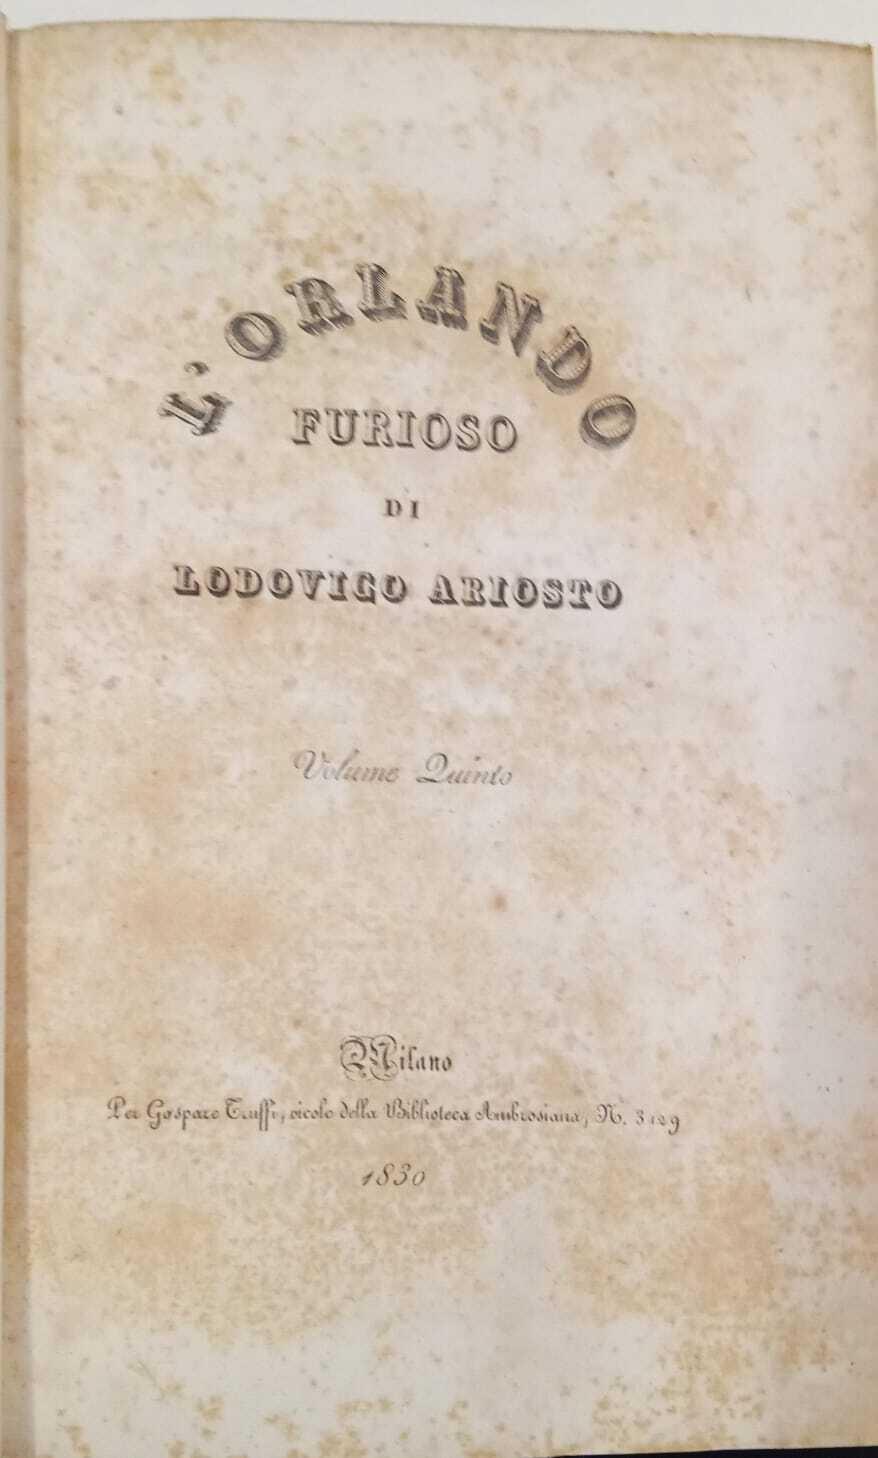 L'ORLANDO
FURIOSO
DI
LODOVICO ARIOSTO
Volume Quinto
Milano
Per Gaspare Truffi, vicolo della Biblioteca Ambrosiana, N. 3129
1830